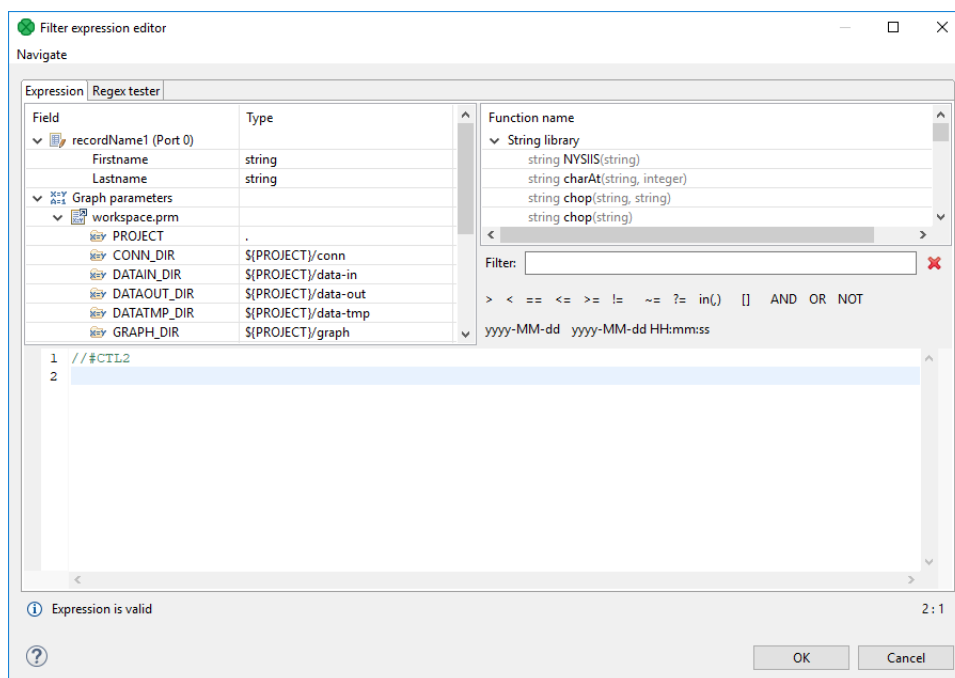 Filter expression editor
Navigate
Expression Regex tester
Field Type
recordName1 (Port 0)
Firstname string
Lastname string
Graph parameters
workspace.prm
PROJECT .
CONN_DIR ${PROJECT}/conn
DATAIN_DIR ${PROJECT}/data-in
DATAOUT_DIR ${PROJECT}/data-out
DATATMP_DIR ${PROJECT}/data-tmp
GRAPH_DIR ${PROJECT}/graph
Function name
String library
string NYSIIS(string)
string charAt(string, integer)
string chop(string, string)
string chop(string)
Filter:
> < == <= >= != ~= ?= in(,) [] AND OR NOT
yyyy-MM-dd yyyy-MM-dd HH:mm:ss
1 //#CTL2
2
Expression is valid 2 : 1
OK Cancel